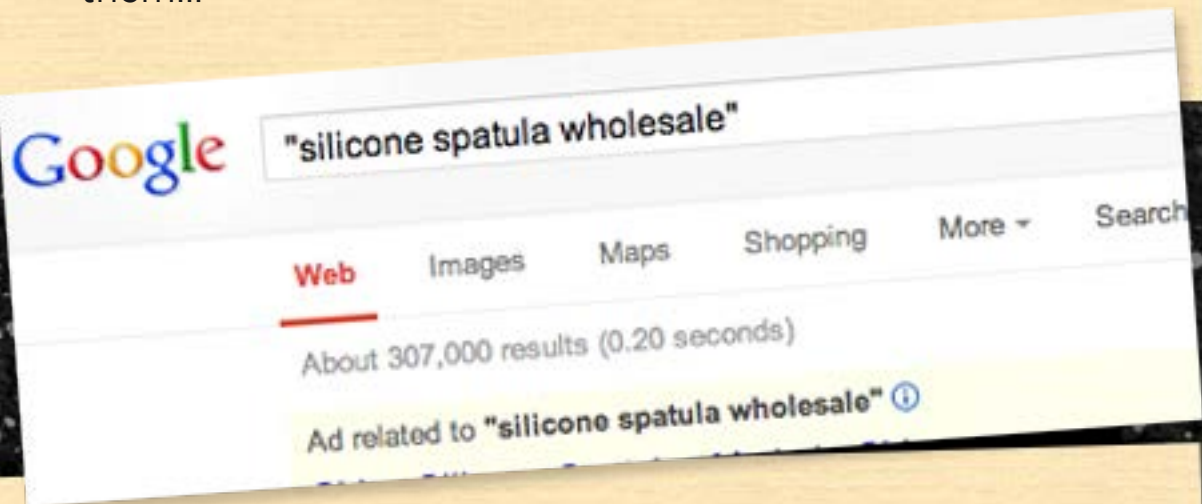 Google "silicone spatula wholesale"
Web Images Maps Shopping More Search
About 307,000 results (0.20 seconds)
Ad related to "silicone spatula wholesale"